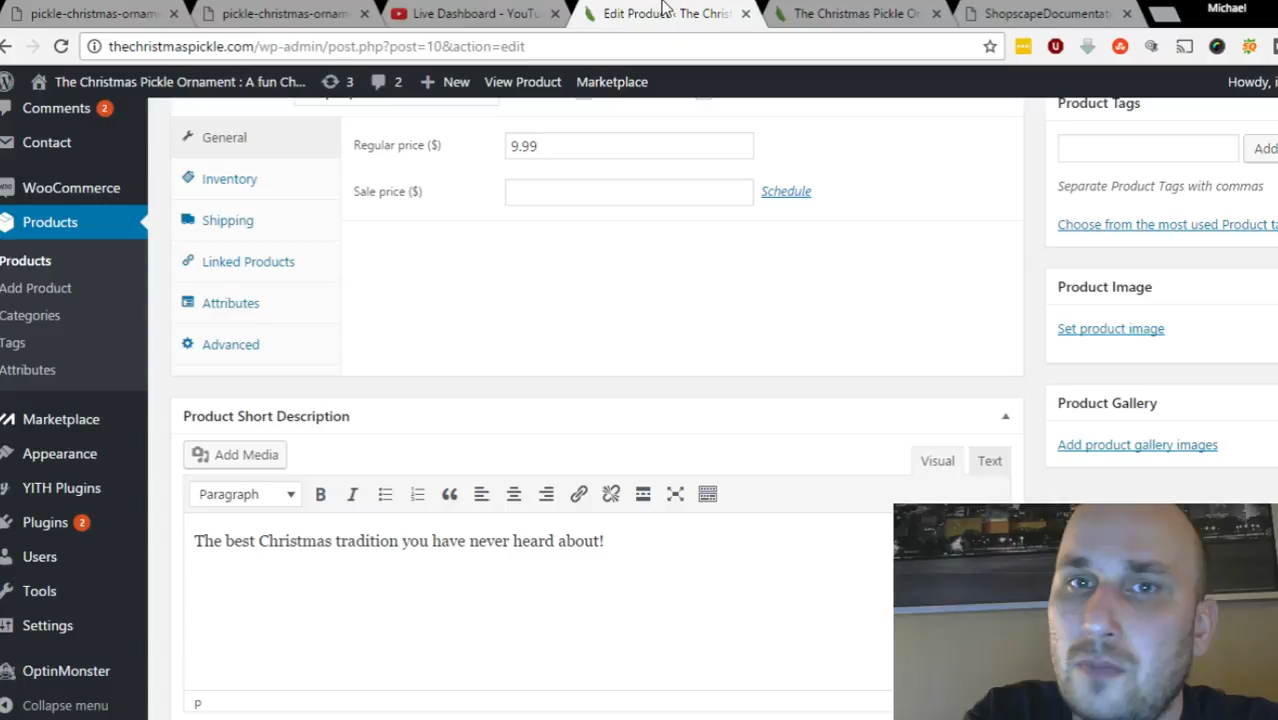 pickle-christmas-ornam
pickle-christmas-ornam
Live Dashboard - YouTu
Edit Produ
The Chris
The Christmas Pickle O
ShopscapeDocumentat
Michael
thechristmaspickle.com/wp-admin/post.php?post=10&action=edit
The Christmas Pickle Ornament : A fun Ch...
3
2
New
View Product
Marketplace
Howdy, i
Comments 2
Contact
WooCommerce
Products
Products
Add Product
Categories
Tags
Attributes
Marketplace
Appearance
YITH Plugins
Plugins 2
Users
Tools
Settings
OptinMonster
Collapse menu
General
Inventory
Shipping
Linked Products
Attributes
Advanced
Regular price ($)
9.99
Sale price ($)
Schedule
Product Short Description
Add Media
Visual
Text
Paragraph
The best Christmas tradition you have never heard about!
p
Product Tags
Add
Separate Product Tags with commas
Choose from the most used Product ta
Product Image
Set product image
Product Gallery
Add product gallery images